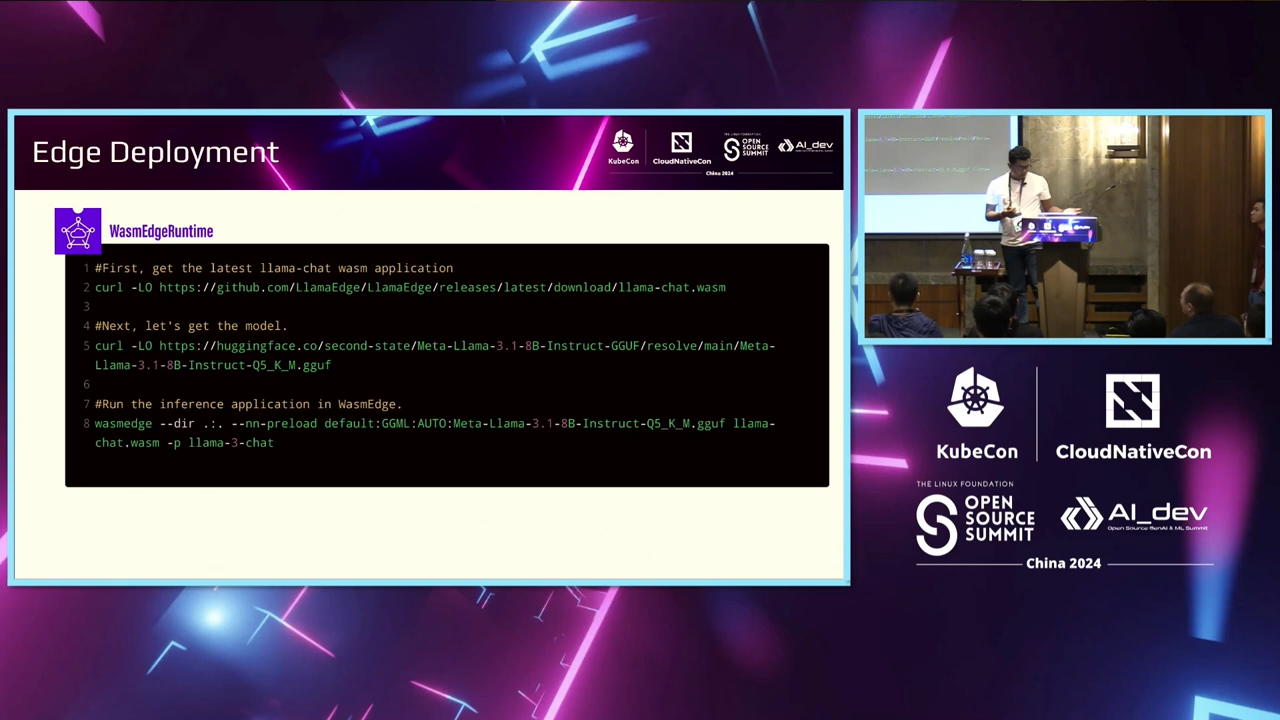 Edge Deployment
KubeCon
CloudNativeCon
THE LINUX FOUNDATION
OPEN
SOURCE
SUMMIT
AI_dev
China 2024
WasmEdgeRuntime
1 #First, get the latest llama-chat wasm application
2 curl -LO https://github.com/LlamaEdge/LlamaEdge/releases/latest/download/llama-chat.wasm
3
4 #Next, let's get the model.
5 curl -LO https://huggingface.co/second-state/Meta-Llama-3.1-8B-Instruct-GGUF/resolve/main/Meta-
Llama-3.1-8B-Instruct-Q5_K_M.gguf
6
7 #Run the inference application in WasmEdge.
8 wasmedge --dir .:. --nn-preload default:GGML:AUTO:Meta-Llama-3.1-8B-Instruct-Q5_K_M.gguf llama-
chat.wasm -p llama-3-chat
KubeCon
CloudNativeCon
THE LINUX FOUNDATION
OPEN
SOURCE
SUMMIT
AI_dev
Open Source GenAI & ML Summit
China 2024